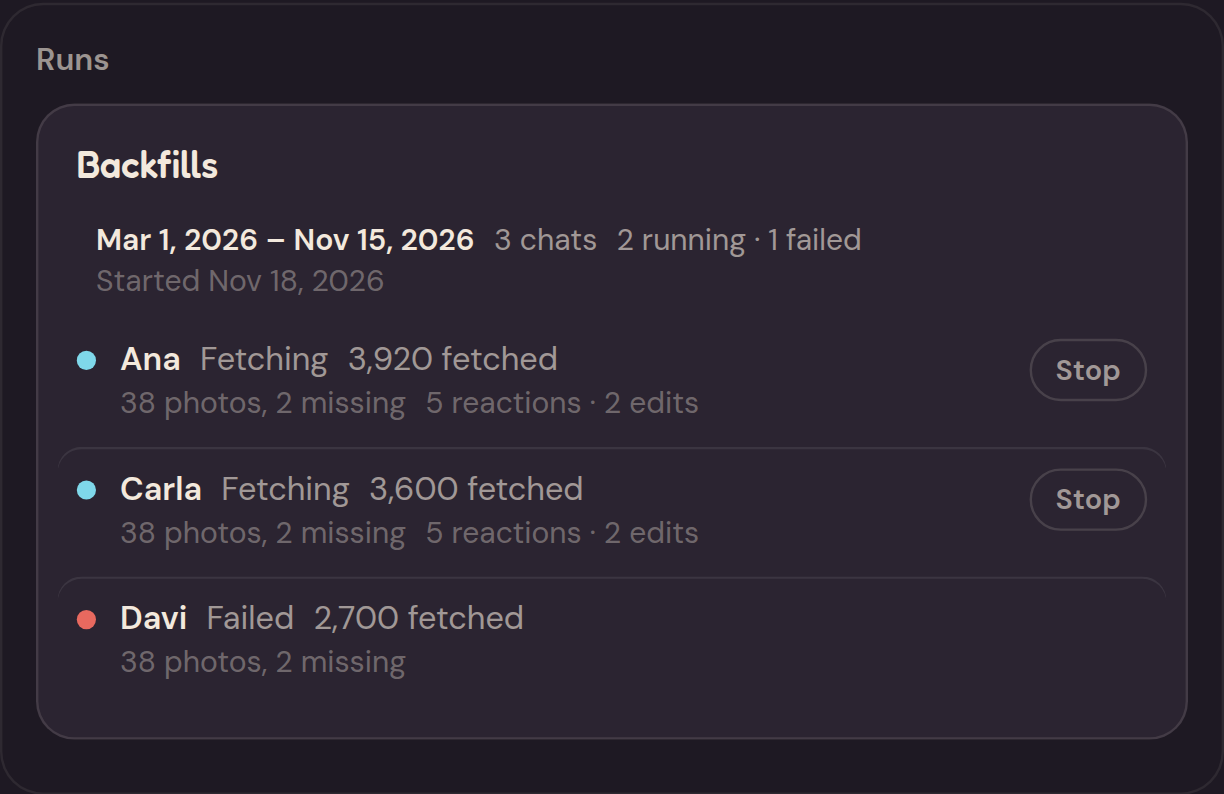 Runs
Backfills
Mar 1, 2026 – Nov 15, 2026 3 chats 2 running · 1 failed
Started Nov 18, 2026
Ana Fetching 3,920 fetched
Stop
38 photos, 2 missing 5 reactions · 2 edits
Carla Fetching 3,600 fetched
Stop
38 photos, 2 missing 5 reactions · 2 edits
Davi Failed 2,700 fetched
38 photos, 2 missing